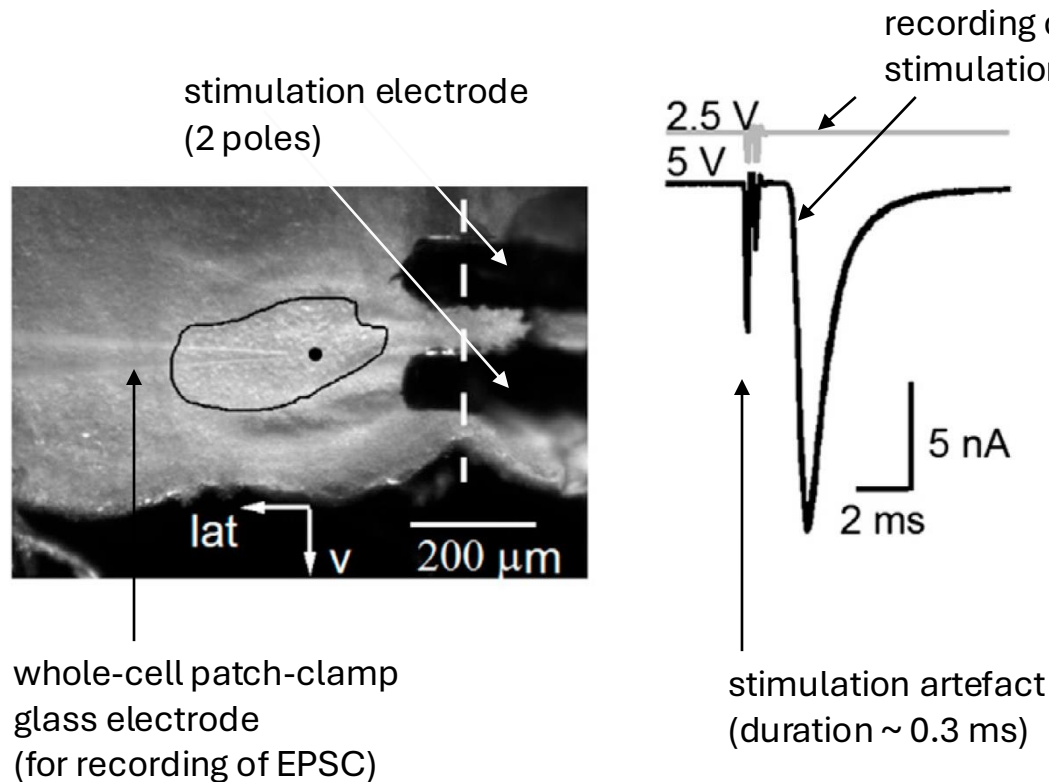 recording
stimulation
stimulation electrode
(2 poles)
2.5 V
5 V
5 nA
2 ms
lat
v
200 μm
whole-cell patch-clamp
glass electrode
(for recording of EPSC)
stimulation artefact
(duration ~ 0.3 ms)